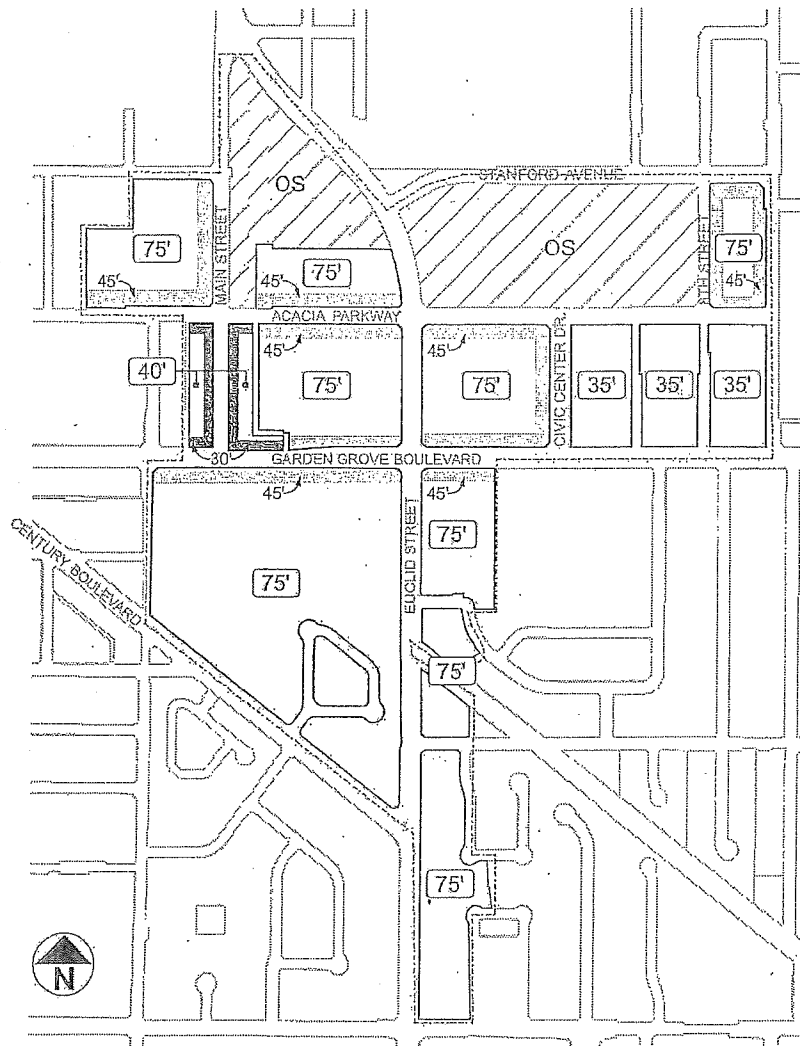 STANFORD AVENUE
OS
OS
MAIN STREET
8TH STREET
75'
75'
75'
45'
45'
45'
ACACIA PARKWAY
45'
45'
CIVIC CENTER DR.
40'
75'
75'
35'
35'
35'
30'
GARDEN GROVE BOULEVARD
45'
45'
EUCLID STREET
75'
CENTURY BOULEVARD
75'
75'
75'
N